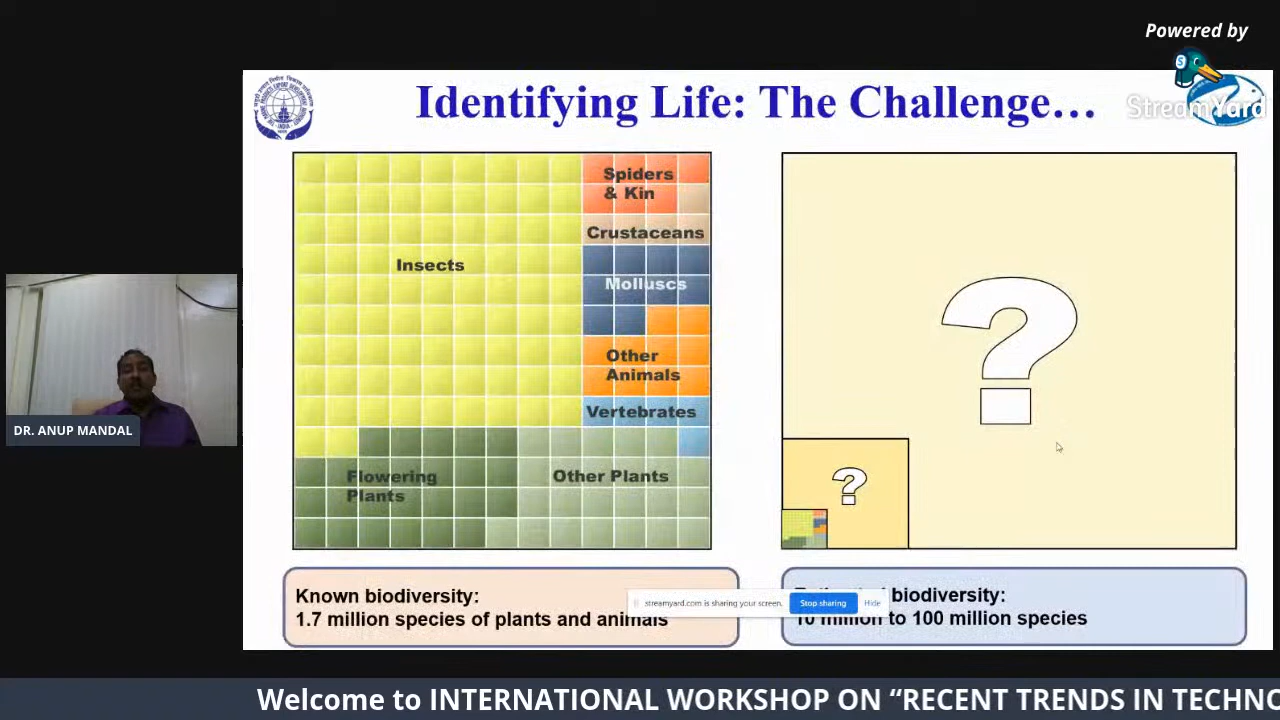 Powered by
StreamYard
Identifying Life: The Challenge...
Spiders
& Kin
Crustaceans
Insects
Molluscs
Other
Animals
Vertebrates
Flowering
Plants
Other Plants
?
?
DR. ANUP MANDAL
Known biodiversity:
1.7 million species of plants and animals
biodiversity:
10 million to 100 million species
streamyard.com is sharing your screen.
Stop sharing
Hide
Welcome to INTERNATIONAL WORKSHOP ON “RECENT TRENDS IN TECHNO